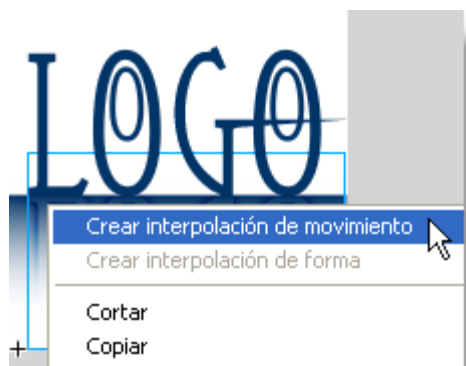 LOGO
Crear interpolación de movimiento
Crear interpolación de forma
Cortar
Copiar